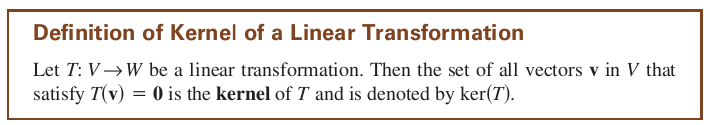 Definition of Kernel of a Linear Transformation
Let T: V→W be a linear transformation. Then the set of all vectors v in V that
satisfy T(v) = 0 is the kernel of T and is denoted by ker(T).